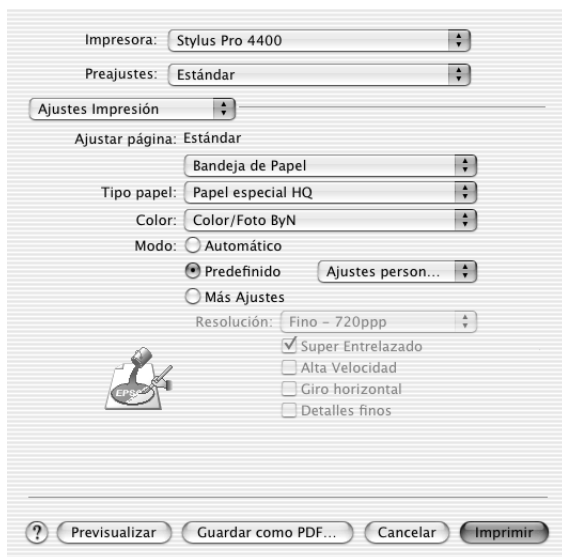 Impresora: Stylus Pro 4400
Preajustes: Estándar
Ajustes Impresión
Ajustar página: Estándar
Bandeja de Papel
Tipo papel: Papel especial HQ
Color: Color/Foto ByN
Modo: Automático
Predefinido Ajustes person...
Más Ajustes
Resolución: Fino – 720ppp
Super Entrelazado
Alta Velocidad
Giro horizontal
Detalles finos
EPSO
? Previsualizar Guardar como PDF... Cancelar Imprimir